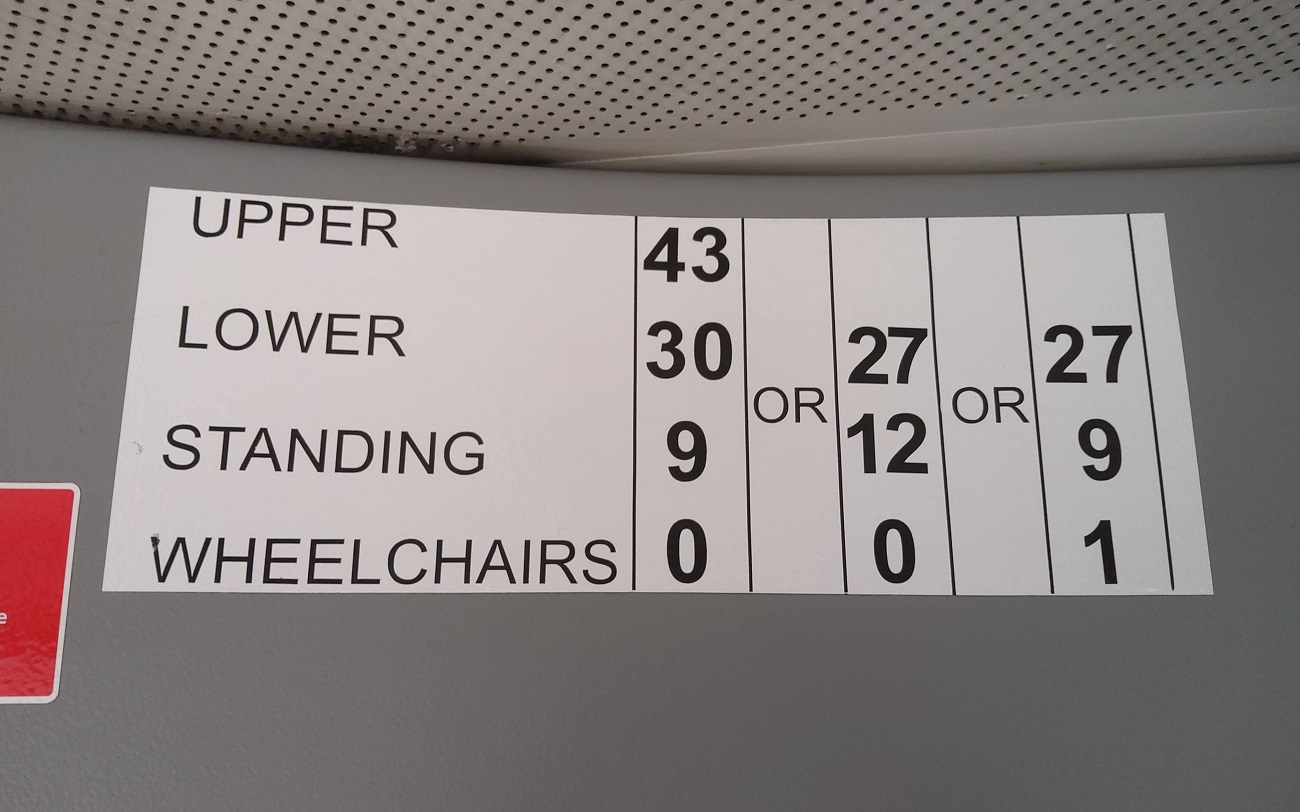 UPPER 43
LOWER 30 27 27
OR OR
STANDING 9 12 9
WHEELCHAIRS 0 0 1
e